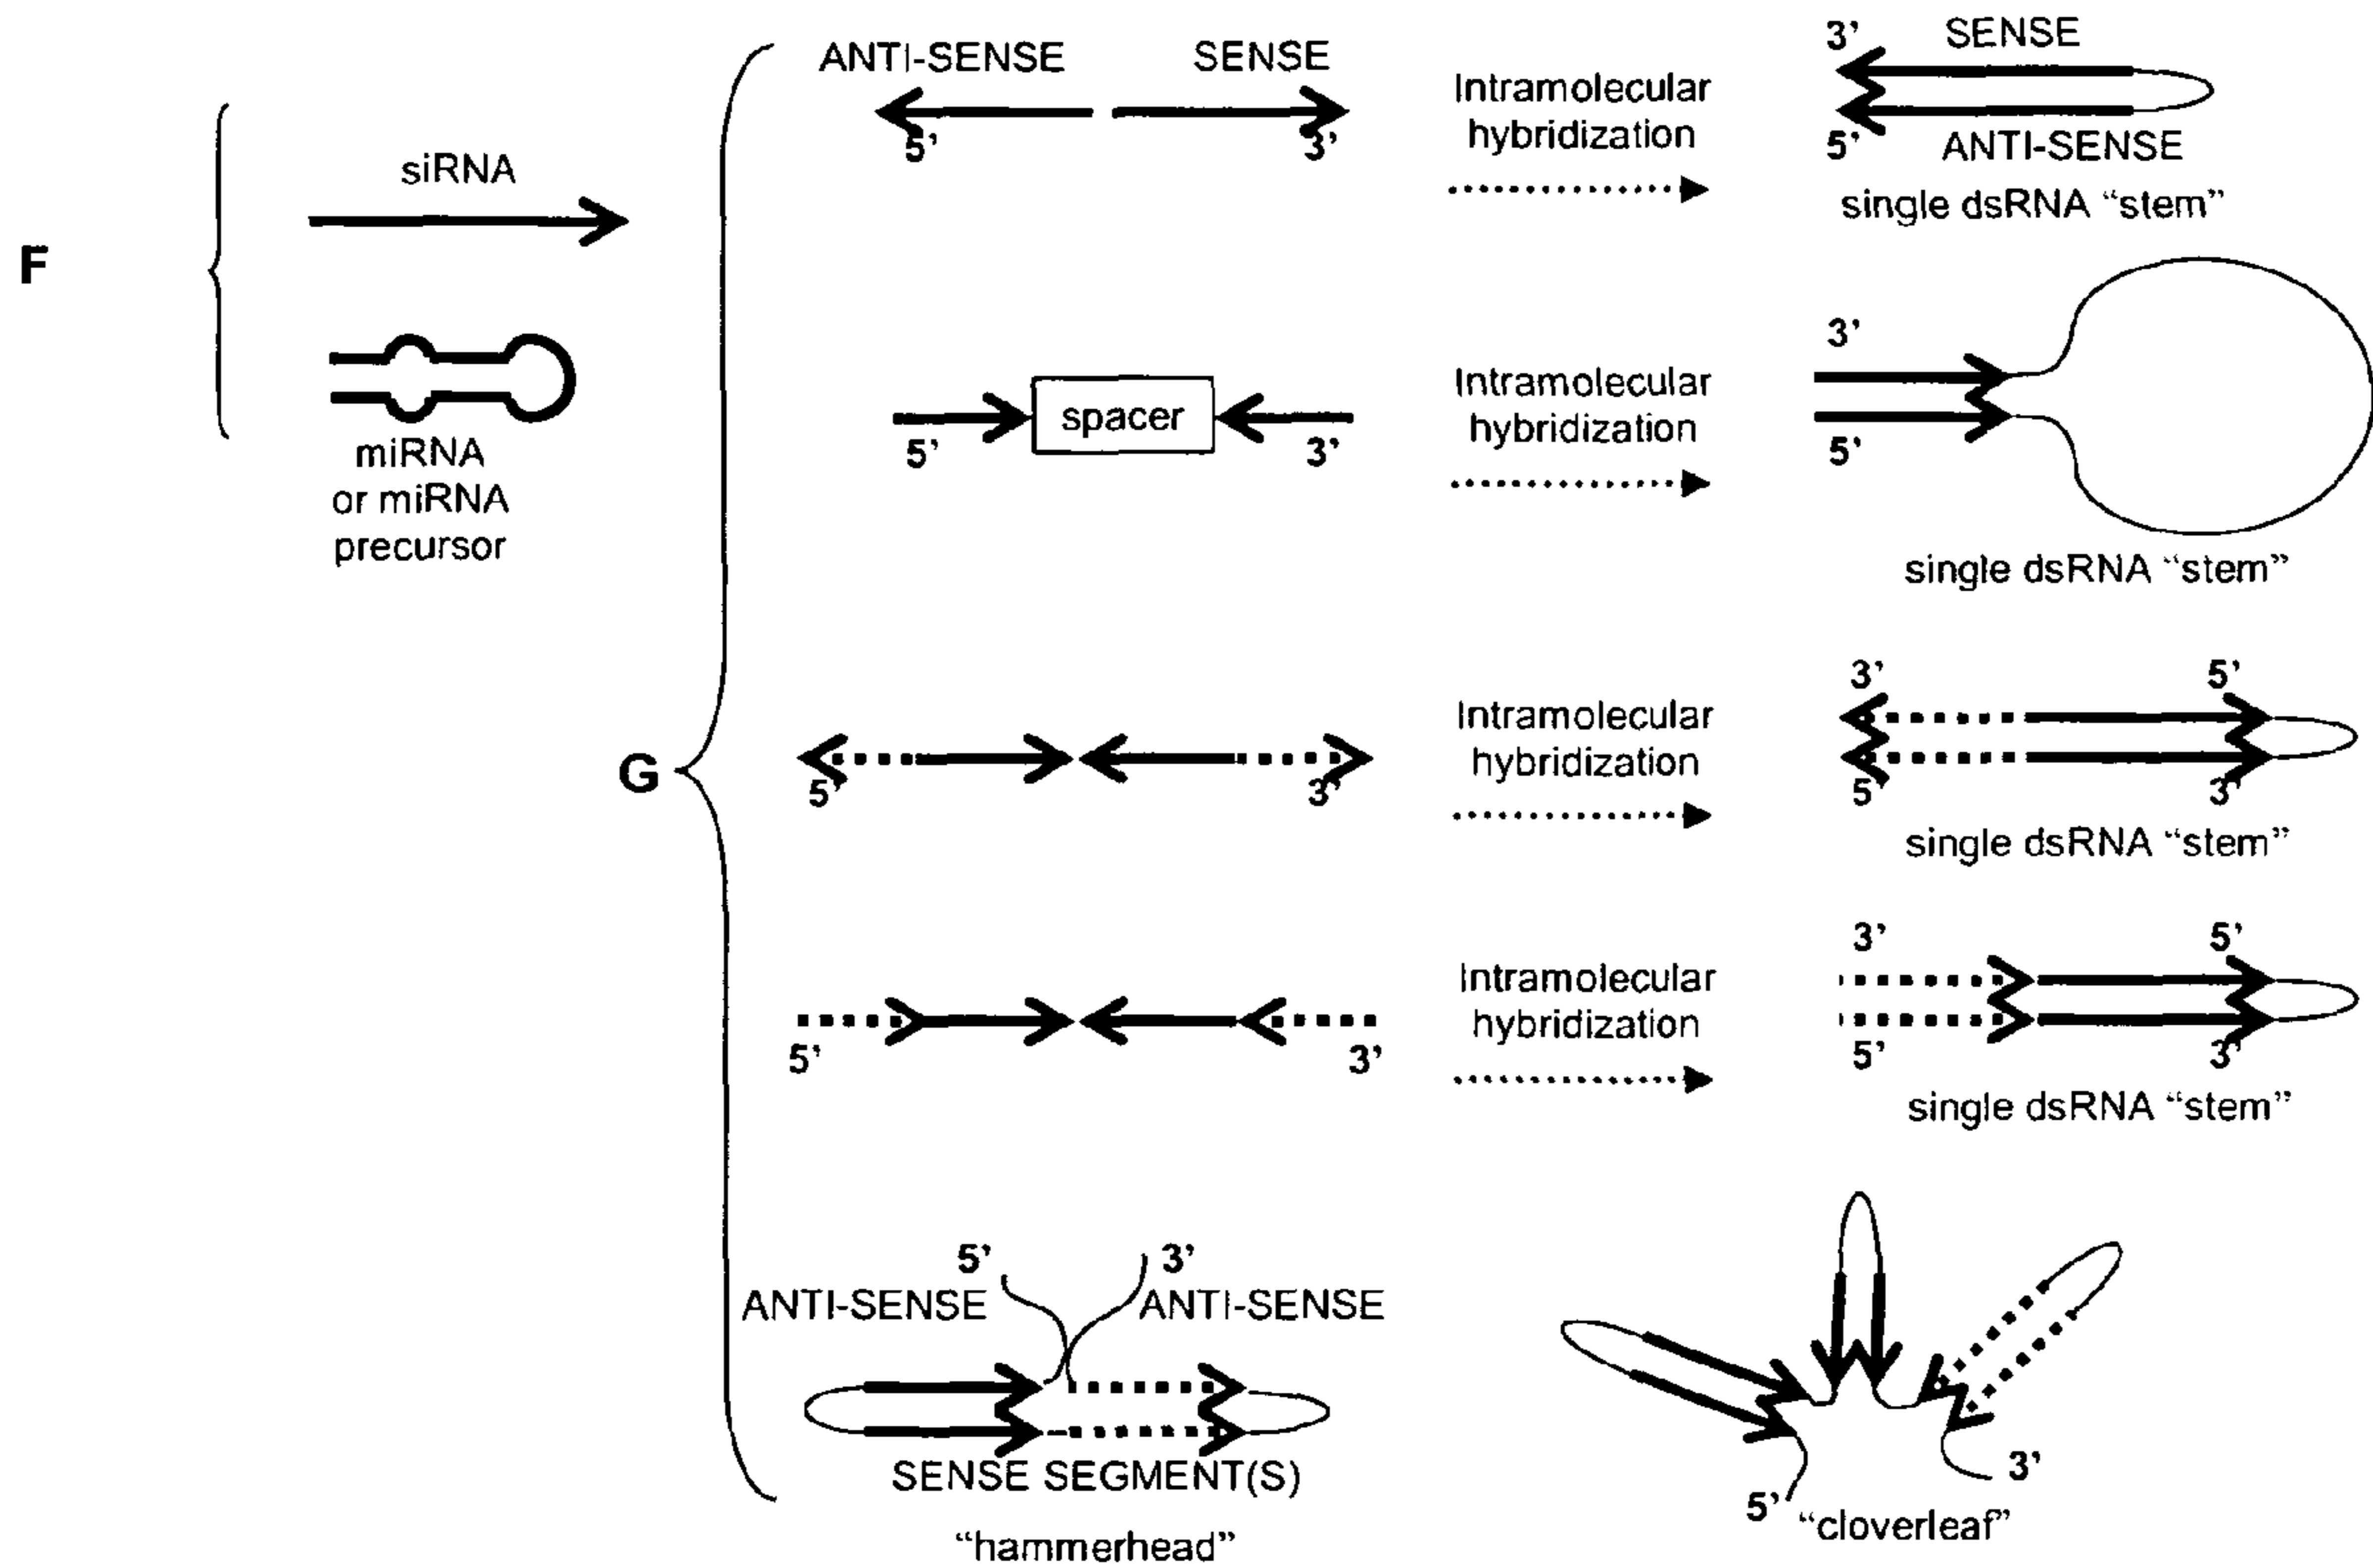 F
siRNA
miRNA
or miRNA
precursor
G
ANTI-SENSE SENSE
5’ 3’
Intramolecular
hybridization
3’ SENSE
5’ ANTI-SENSE
single dsRNA “stem”
5’ spacer 3’
Intramolecular
hybridization
3’
5’
single dsRNA “stem”
5’ 3’
Intramolecular
hybridization
3’ 5’
5’ 3’
single dsRNA “stem”
5’ 3’
Intramolecular
hybridization
3’ 5’
5’ 3’
single dsRNA “stem”
5’ 3’
ANTI-SENSE ANTI-SENSE
SENSE SEGMENT(S)
“hammerhead”
3’
5’
“cloverleaf”